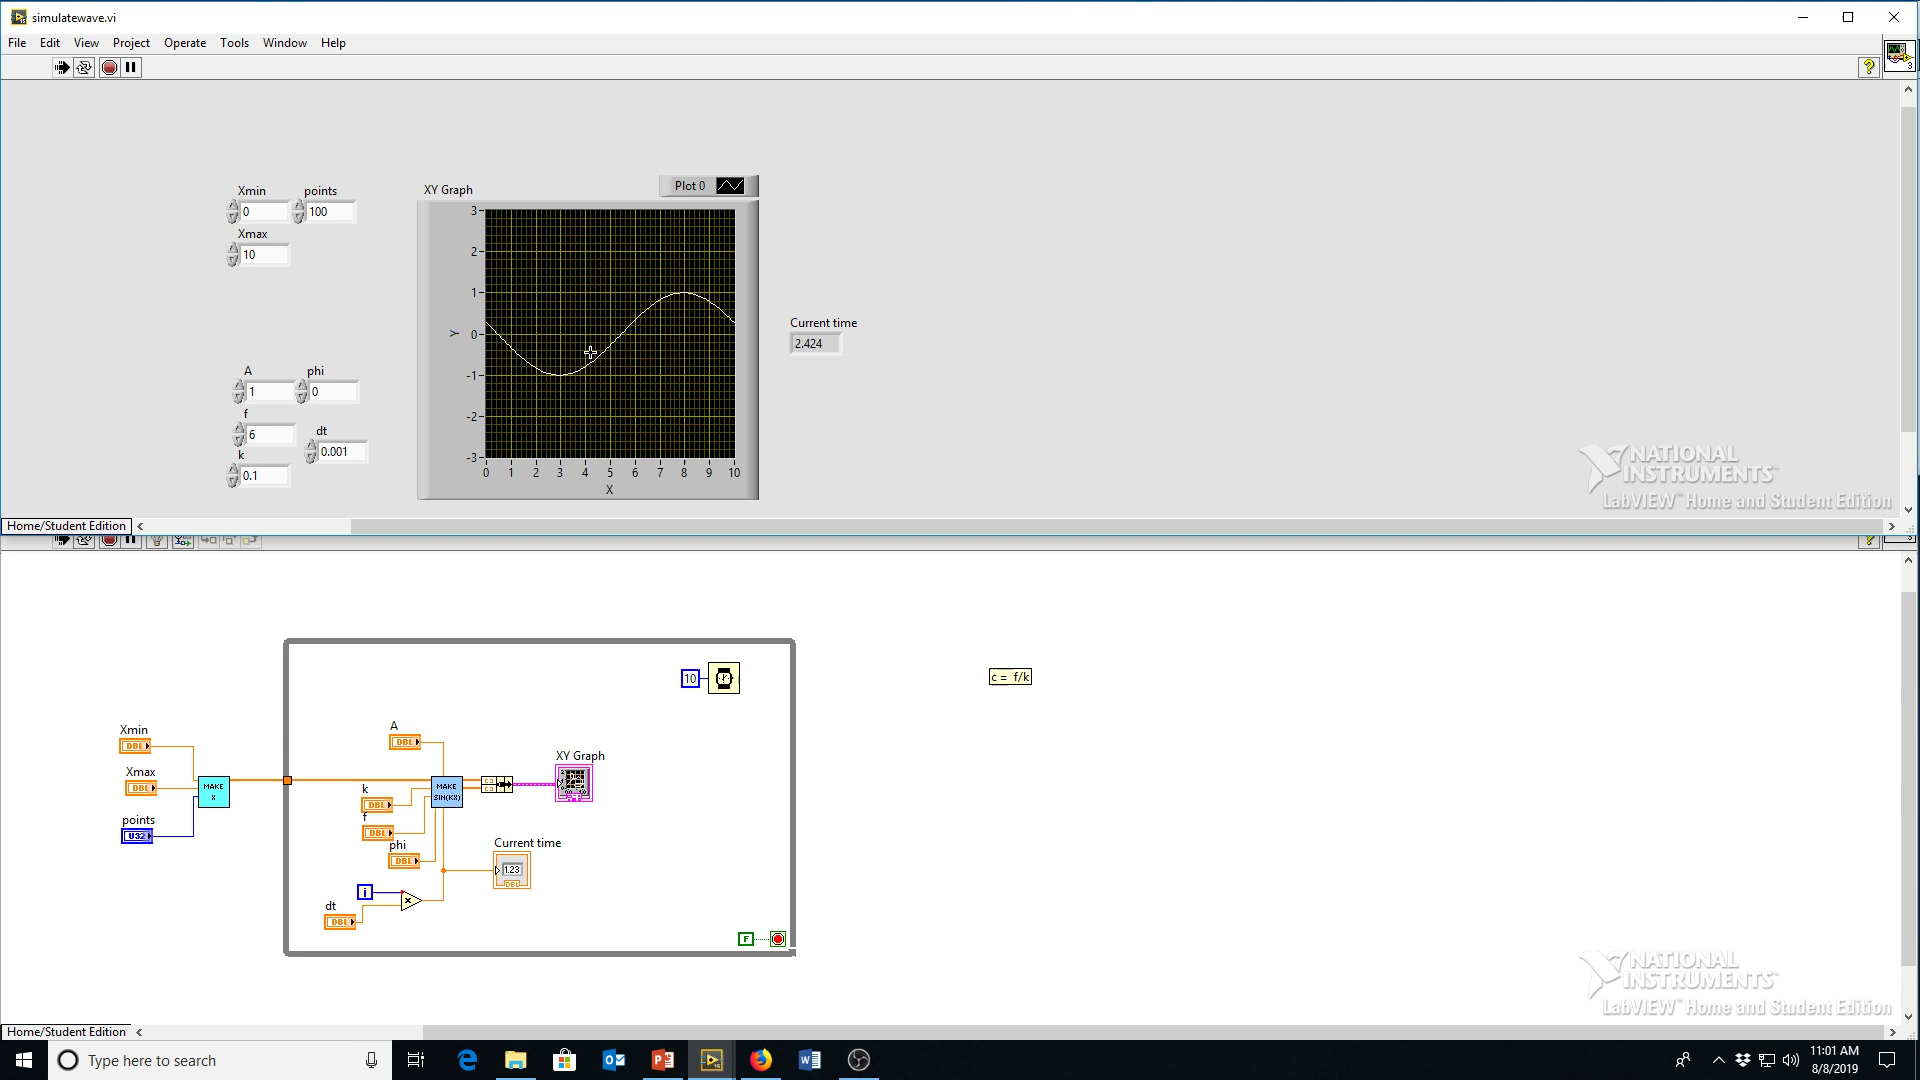 simulatewave.vi
File Edit View Project Operate Tools Window Help
3
Xmin points
0 100
Xmax
10
XY Graph
Plot 0
3
2
1
0
-1
-2
-3
Y
0 1 2 3 4 5 6 7 8 9 10
X
Current time
2.424
A phi
1 0
f
6
dt
0.001
k
0.1
NATIONAL
INSTRUMENTS
LabVIEW™ Home and Student Edition
Home/Student Edition
10
c = f/k
Xmin
DBL
Xmax
DBL
points
U32
MAKE
X
A
DBL
k
DBL
f
DBL
phi
DBL
MAKE
SIN(KX)
XY Graph
Current time
1.23
DBL
i
dt
DBL
x
F
NATIONAL
INSTRUMENTS
LabVIEW™ Home and Student Edition
Home/Student Edition
Type here to search
11:01 AM
8/8/2019